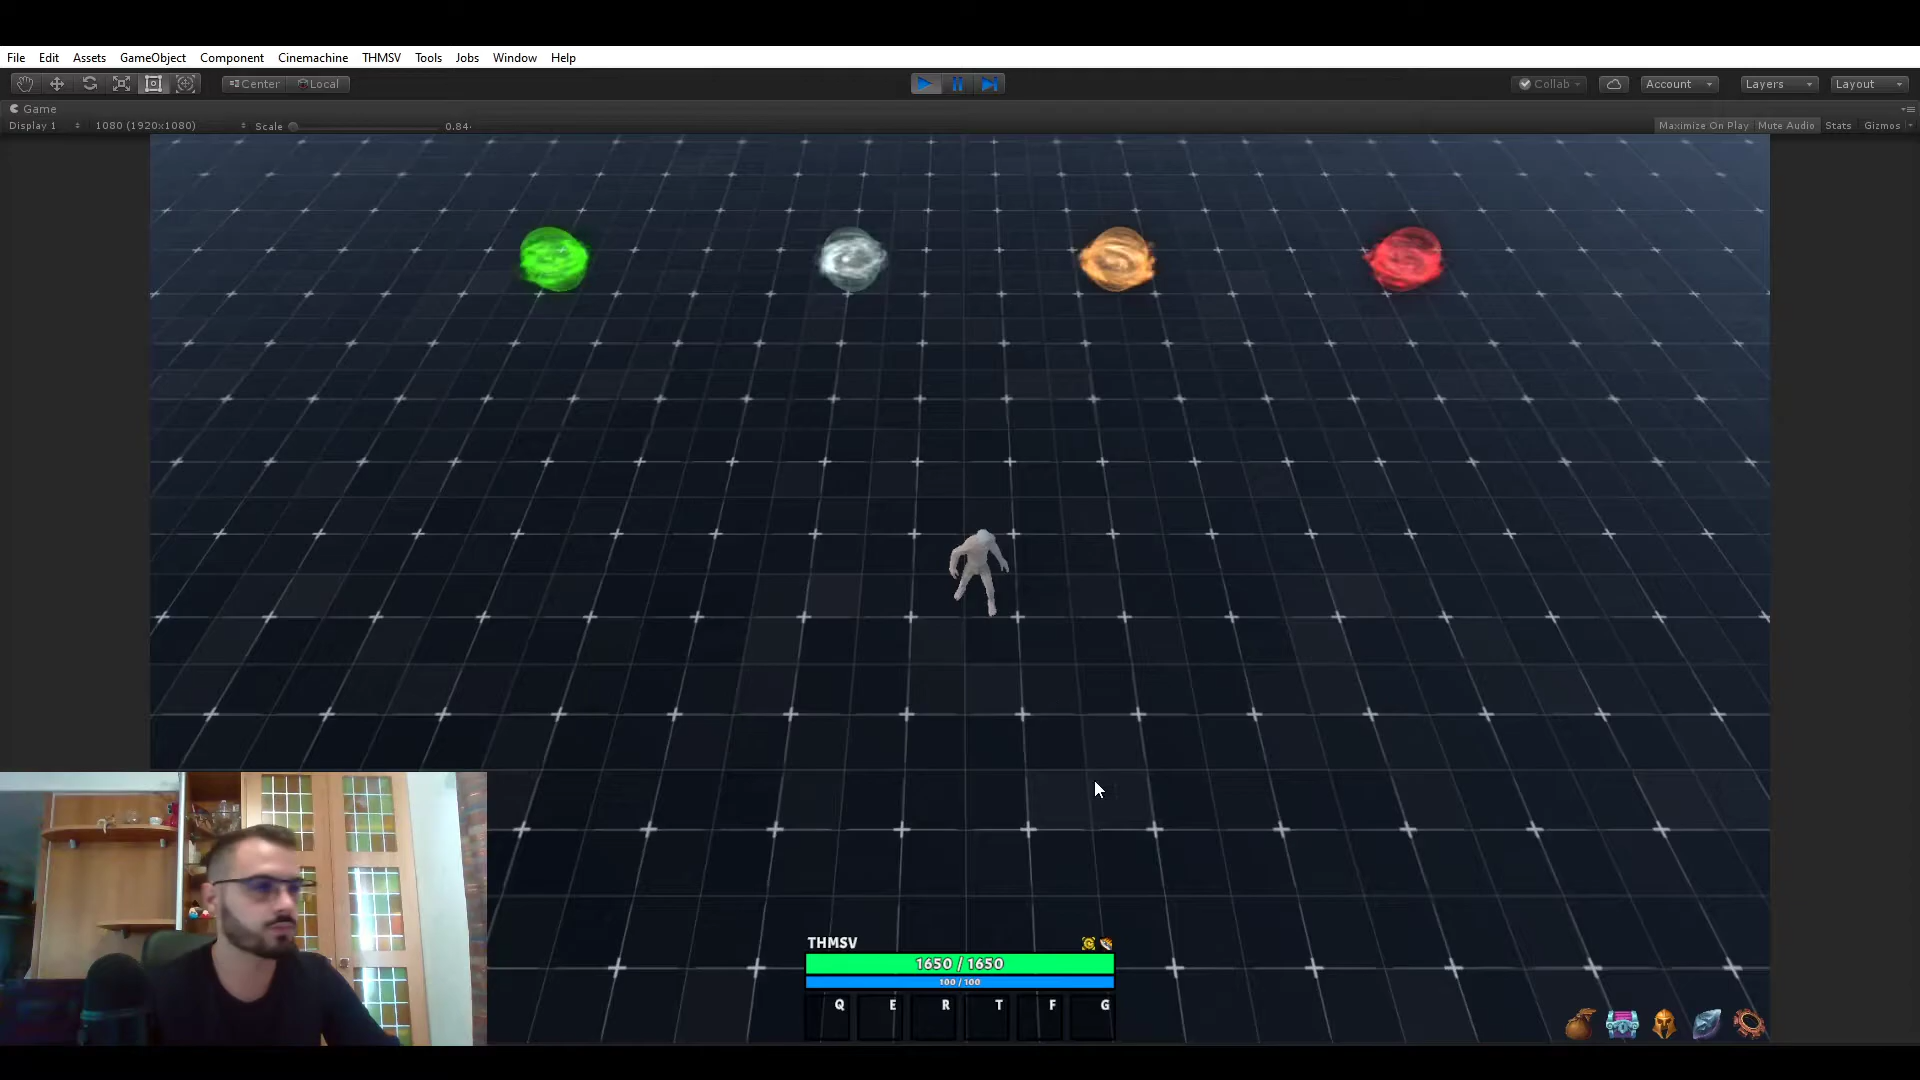 File Edit Assets GameObject Component Cinemachine THMSV Tools Jobs Window Help
Center Local Collab Account Layers Layout
Game
Display 1 1080 (1920x1080) Scale 0.84 Maximize On Play Mute Audio Stats Gizmos
THMSV
1650 / 1650
100 / 100
Q E R T F G